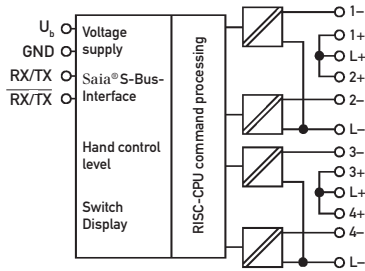 U_b
GND
RX/TX
RX/TX
Voltage
supply
Saia® S-Bus-
Interface
Hand control
level
Switch
Display
RISC-CPU command processing
1–
1+
L+
2+
2–
L–
3–
3+
L+
4+
4–
L–